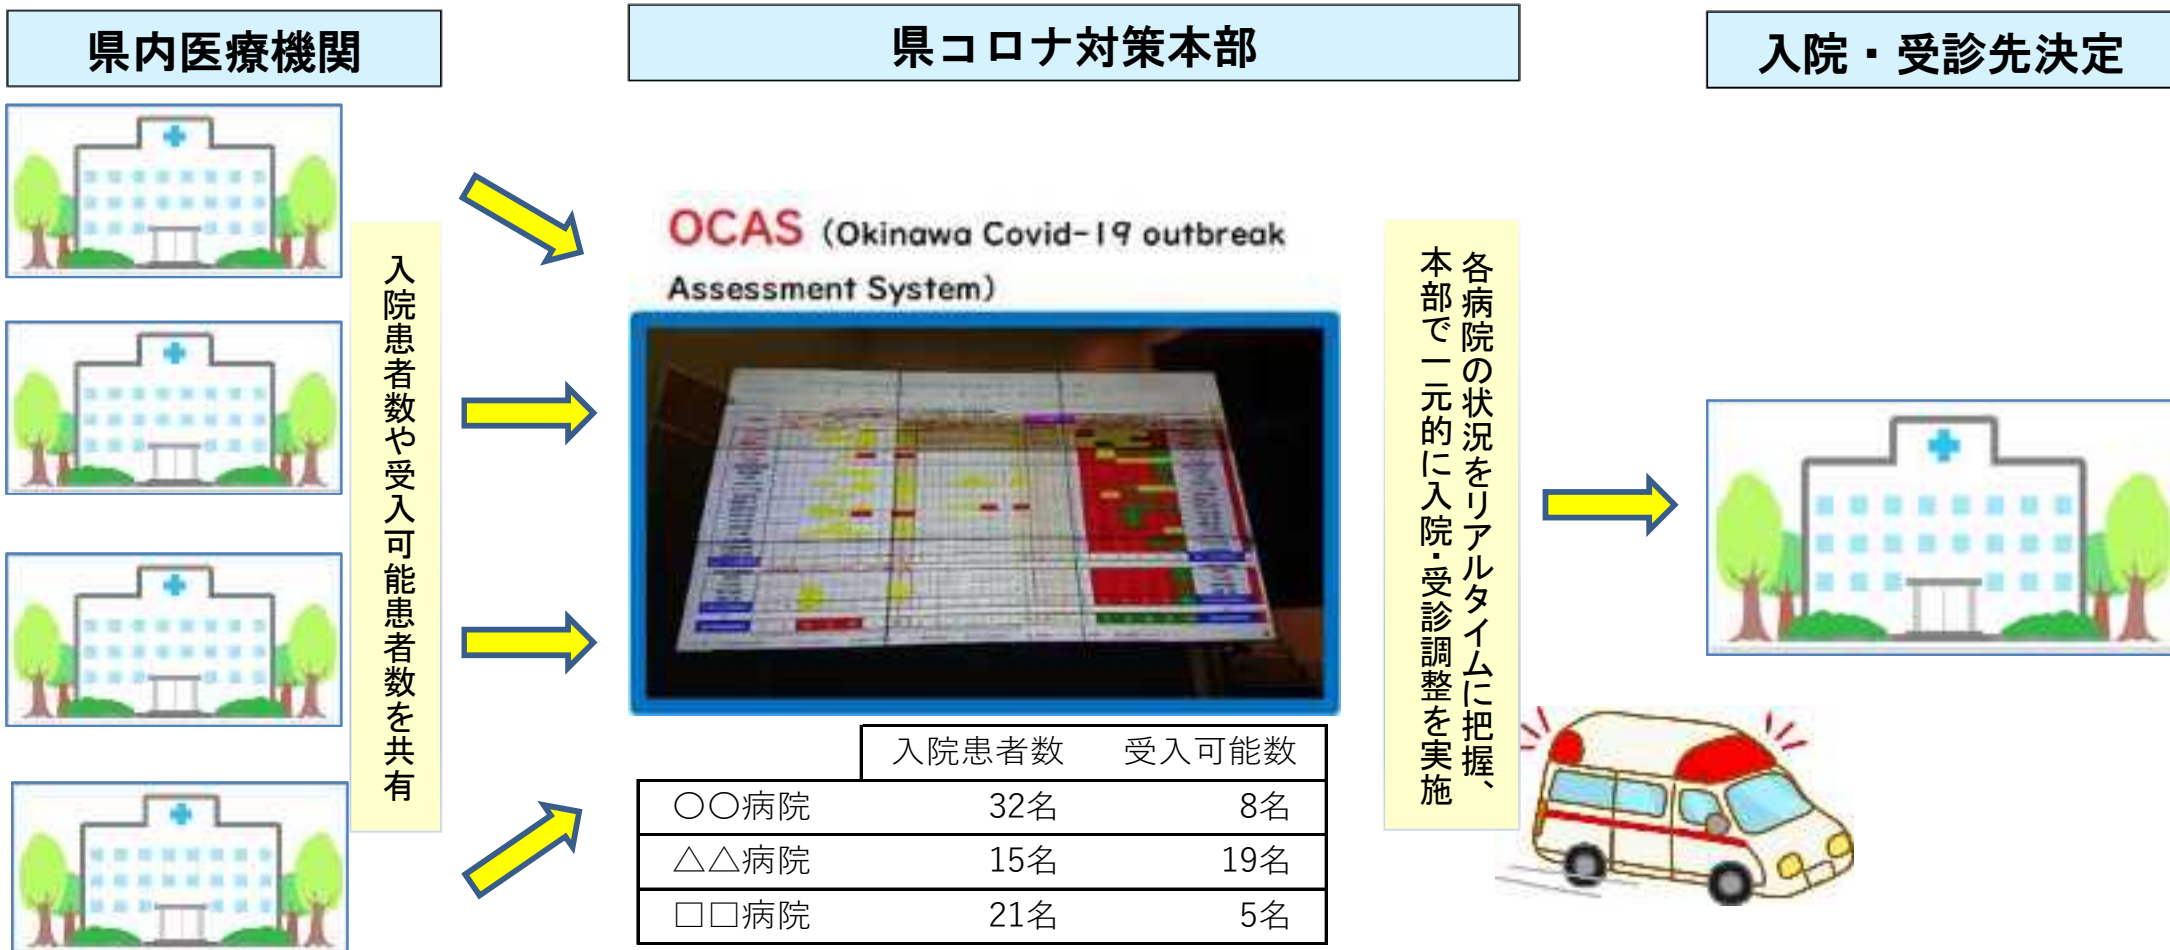 県内医療機関
県コロナ対策本部
入院・受診先決定
入院患者数や受入可能患者数を共有
OCAS (Okinawa Covid-19 outbreak
Assessment System)
各病院の状況をリアルタイムに把握、
本部で一元的に入院・受診調整を実施
入院患者数 受入可能数
〇〇病院 32名 8名
△△病院 15名 19名
□□病院 21名 5名